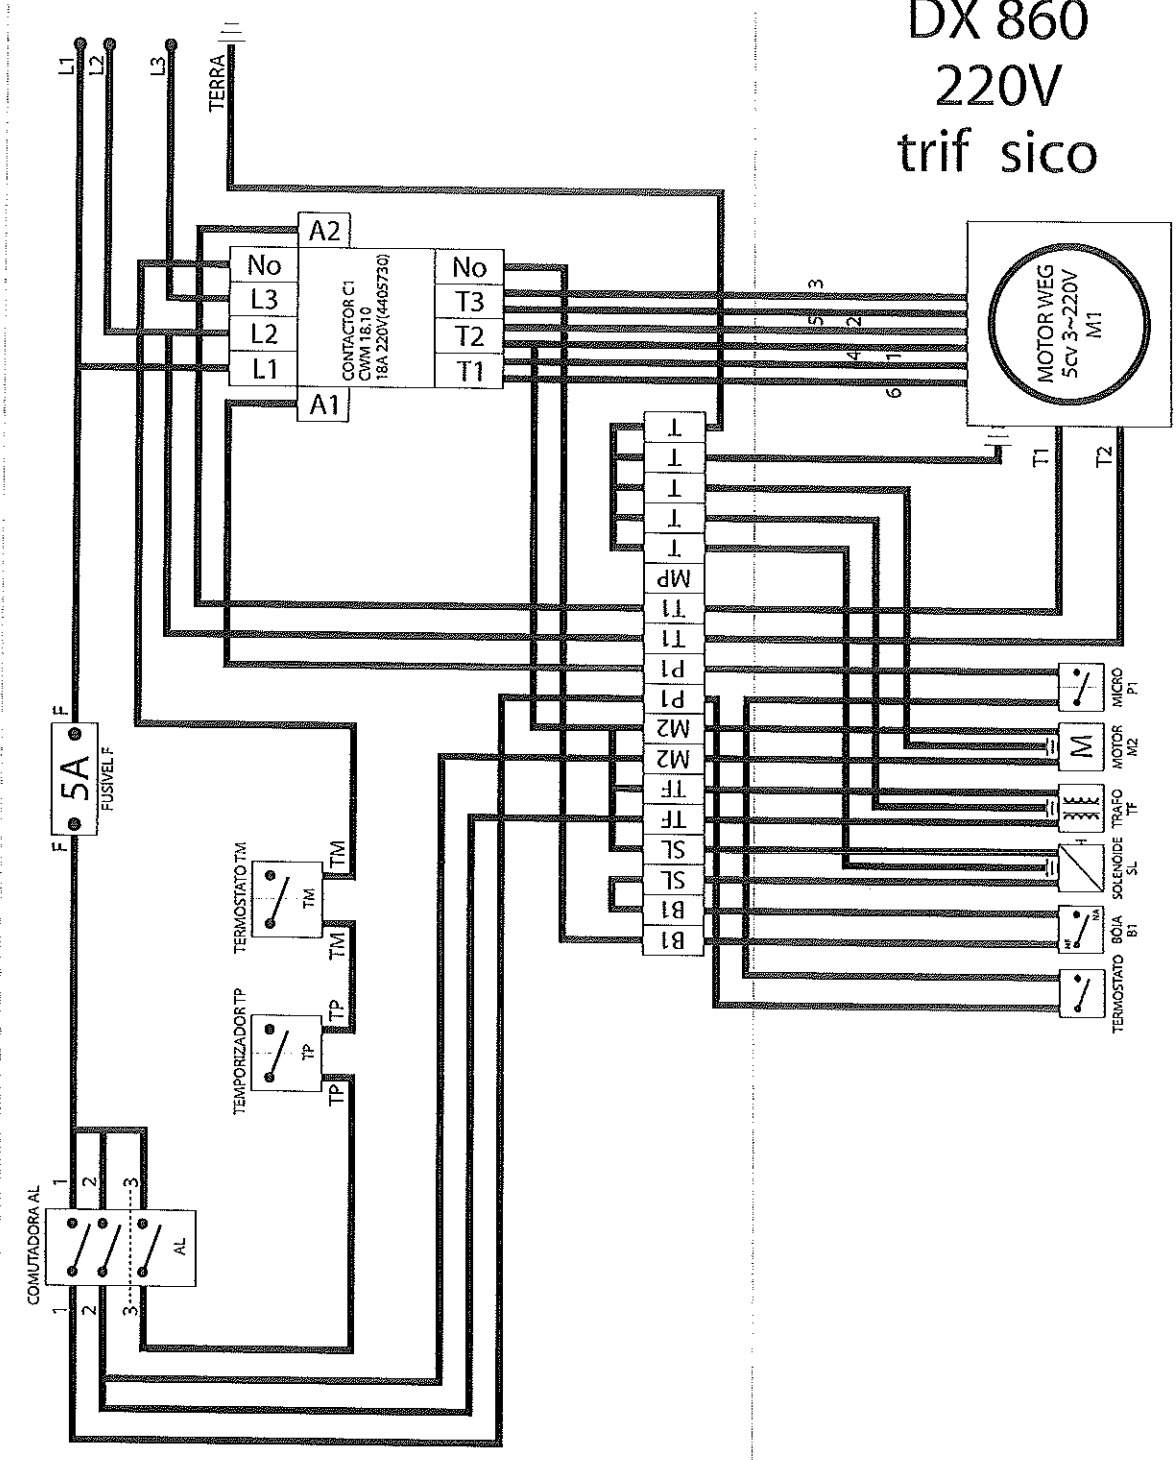 DX 860
220V
trif sico
L1
L2
L3
TERRA
A2
No
L3
L2
L1
A1
CONTACTOR C1
CWM 18.10
18A 220V(4405730)
No
T3
T2
T1
3
5
2
4
1
6
MOTOR WEG
5cv 3~220V
M1
T1
T2
T
T
T
T
T
MP
T1
T1
P1
P1
M2
M2
TF
TF
SL
SL
B1
B1
F
5A
F
FUSÍVEL F
TERMOSTATO TM
TM
TM
TM
TEMPORIZADOR TP
TP
TP
TP
COMUTADORA AL
1
2
3
AL
1
2
3
MICRO
P1
M
MOTOR
M2
TRAFO
TF
H
SOLENÓIDE
SL
NF
NA
BÓIA
B1
TERMOSTATO